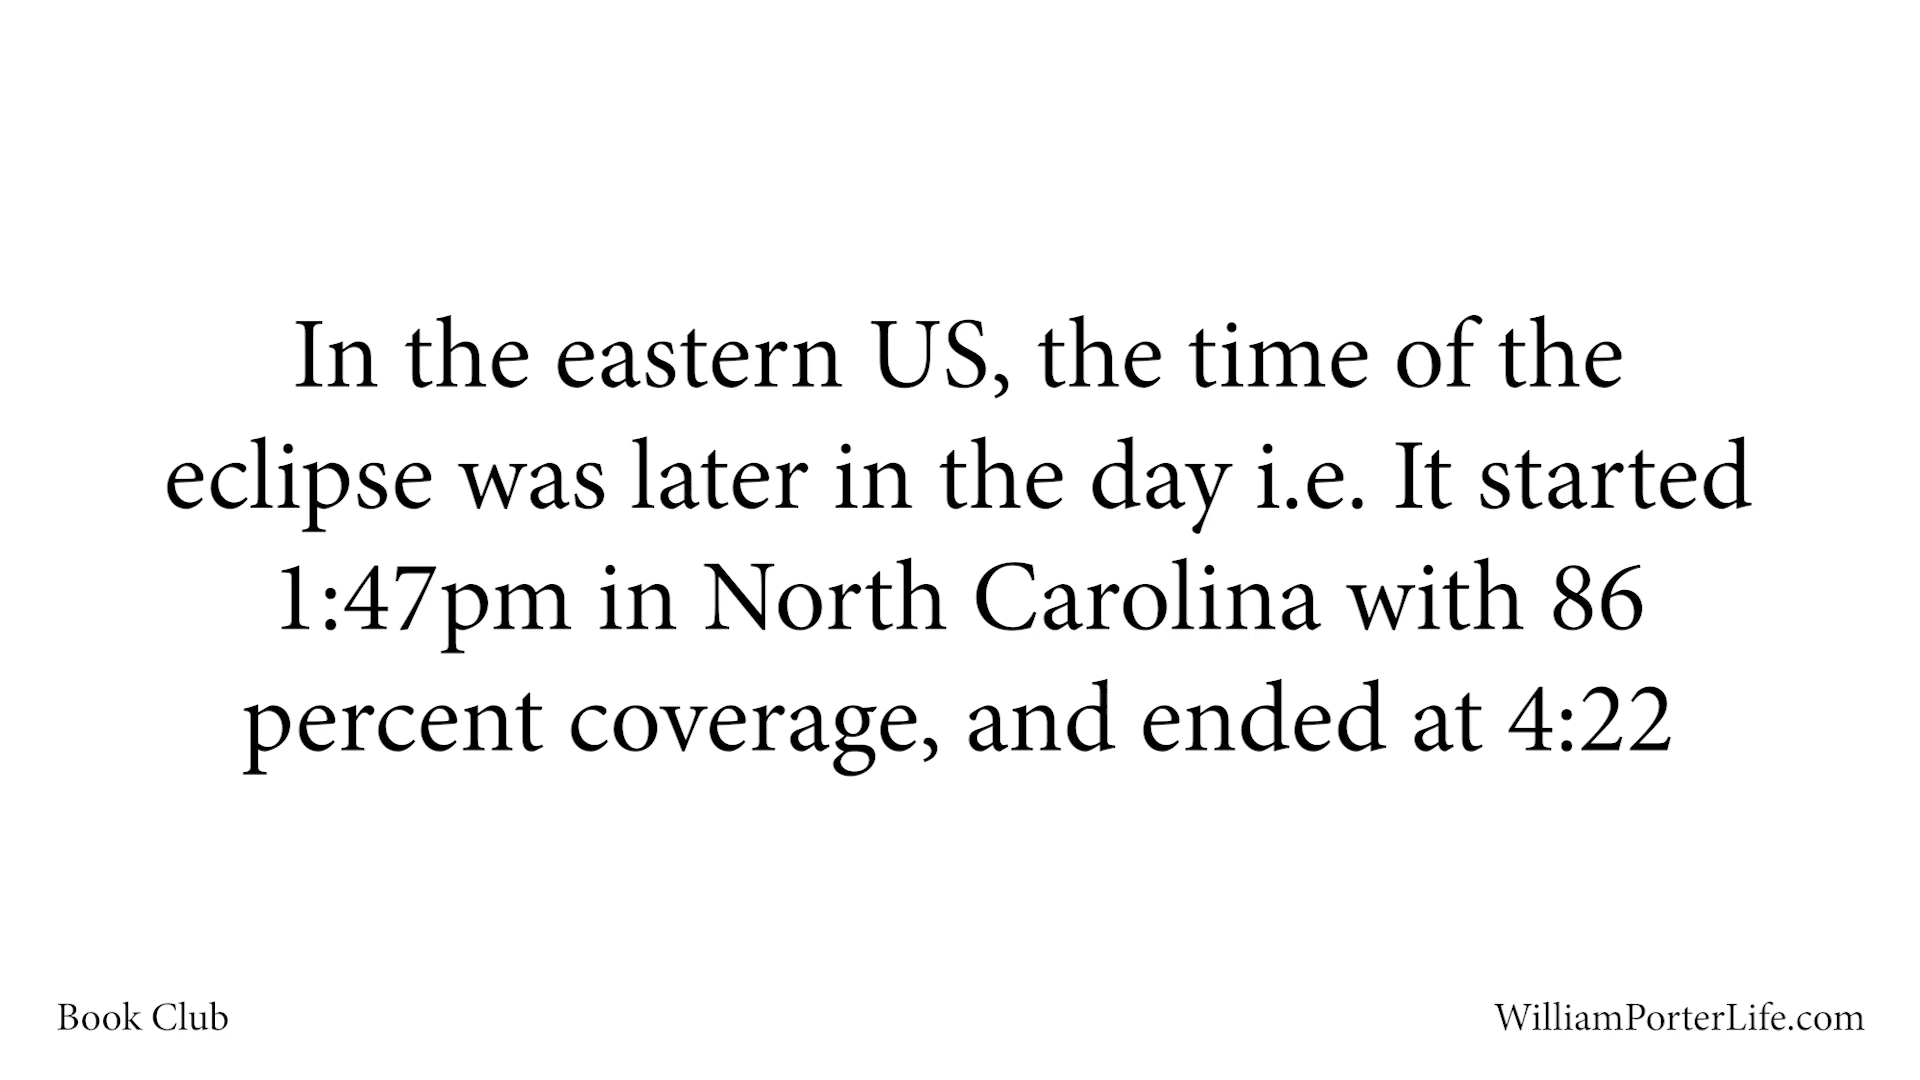 In the eastern US, the time of the
eclipse was later in the day i.e. It started
1:47pm in North Carolina with 86
percent coverage, and ended at 4:22
Book Club
WilliamPorterLife.com